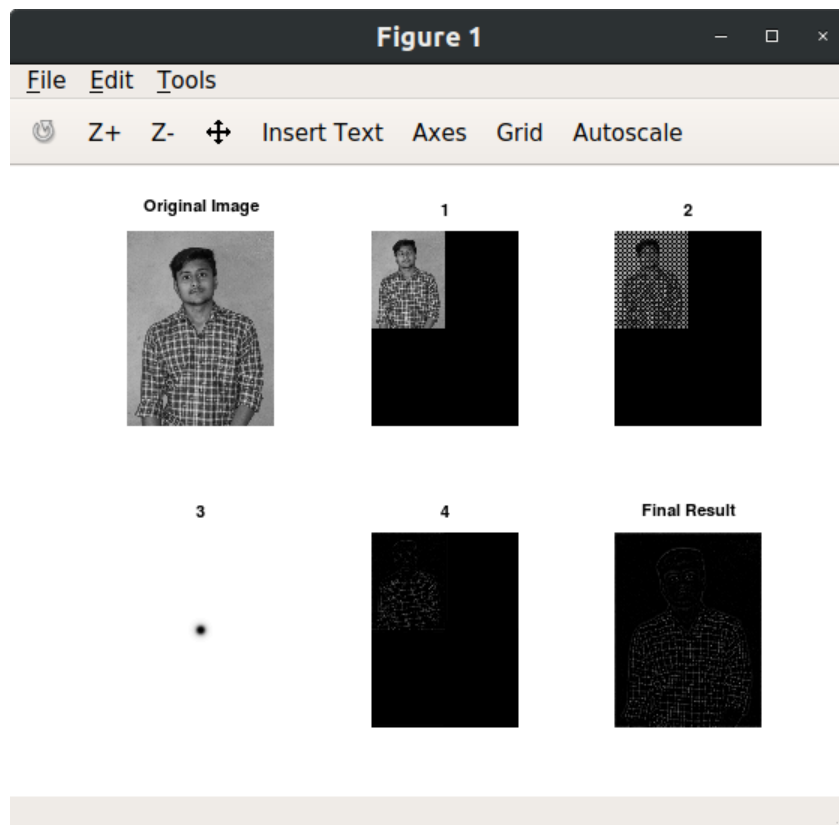 Figure 1
File Edit Tools
Z+ Z- Insert Text Axes Grid Autoscale
Original Image 1 2
3 4 Final Result